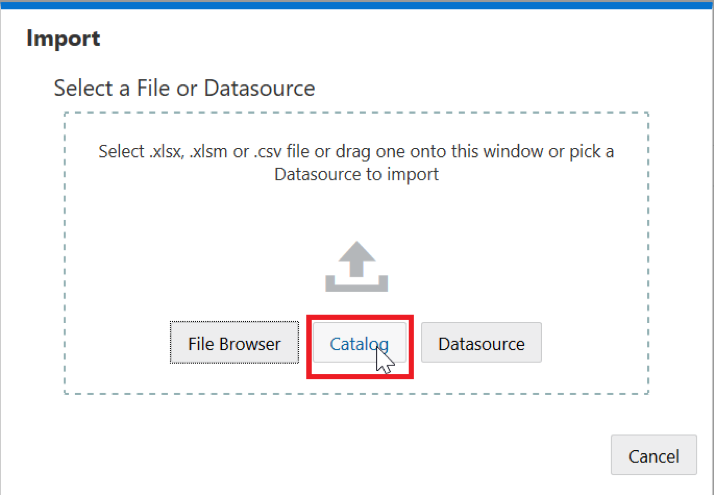 Import
Select a File or Datasource
Select .xlsx, .xlsm or .csv file or drag one onto this window or pick a
Datasource to import
File Browser
Catalog
Datasource
Cancel